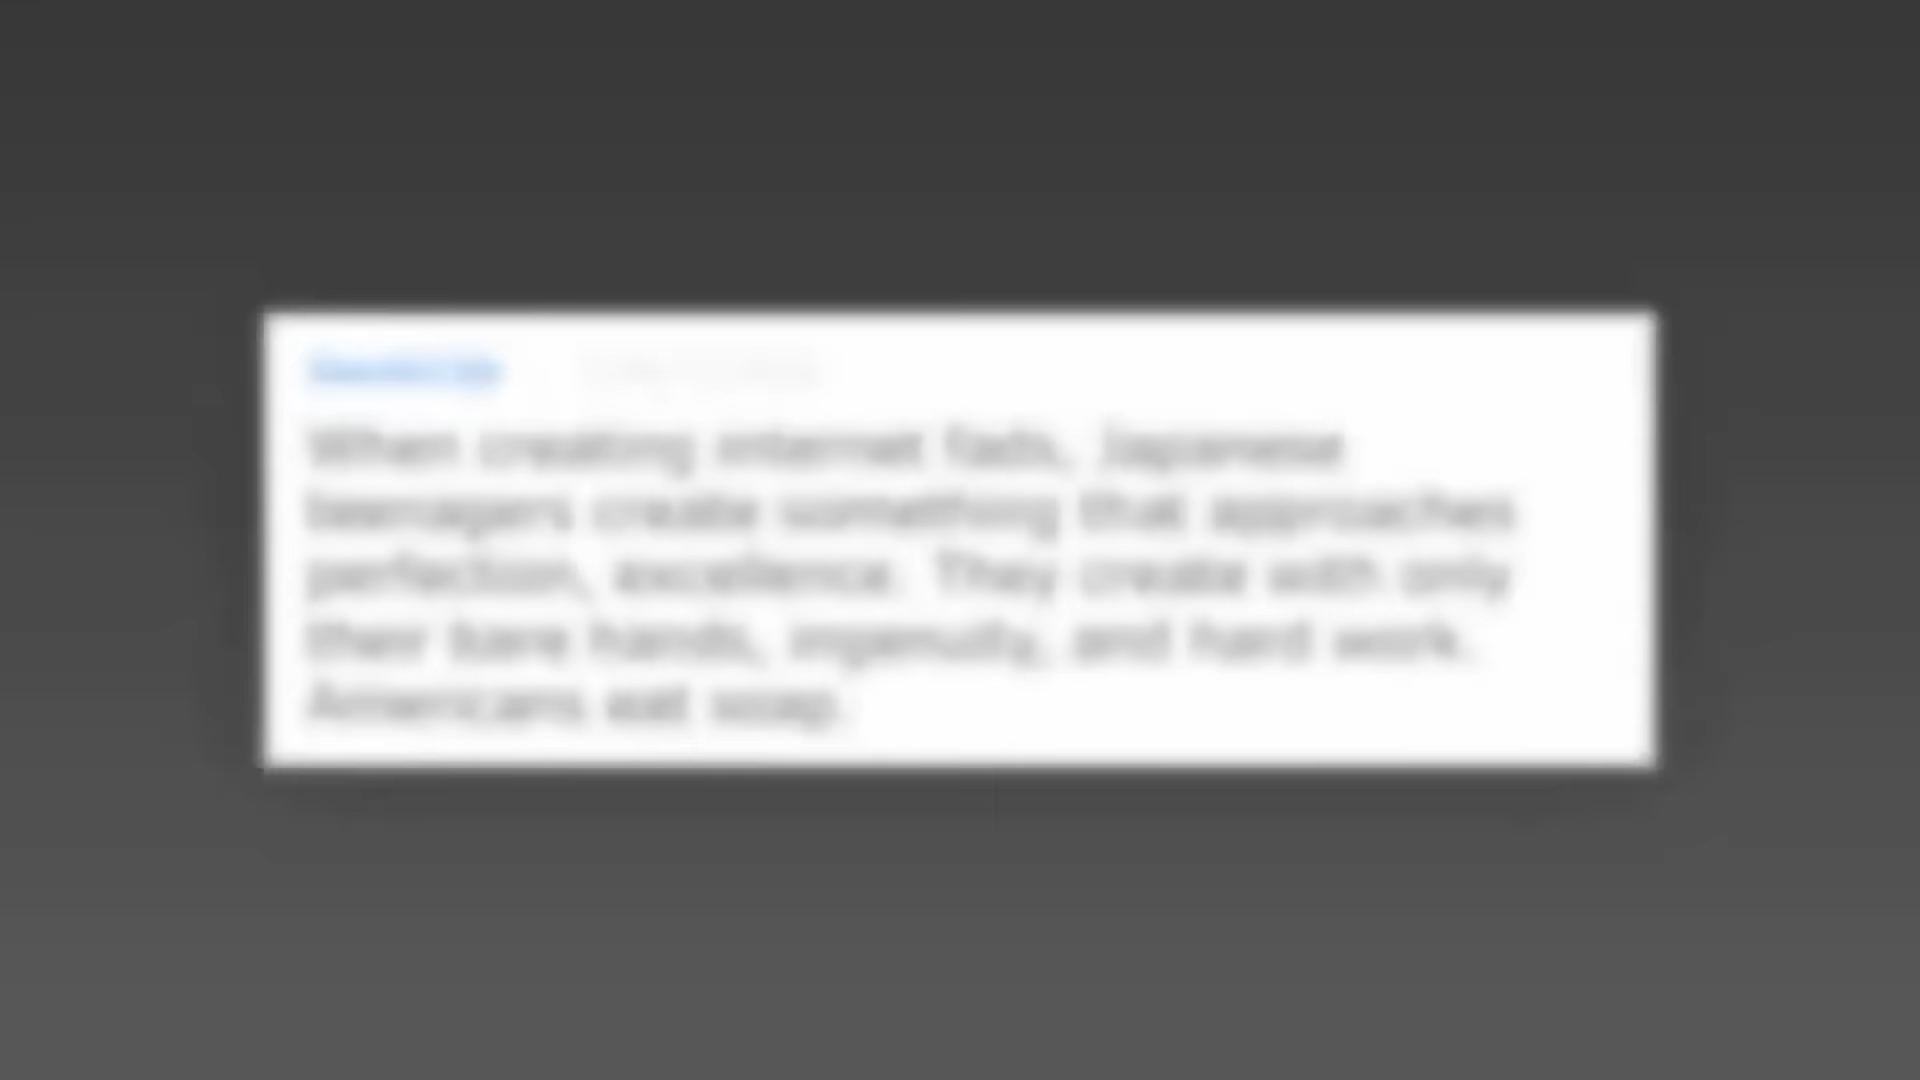 When creating internet fads, Japanese
teenagers create something that approaches
perfection, excellence. They create with only
their bare hands, ingenuity, and hard work.
Americans eat soap.